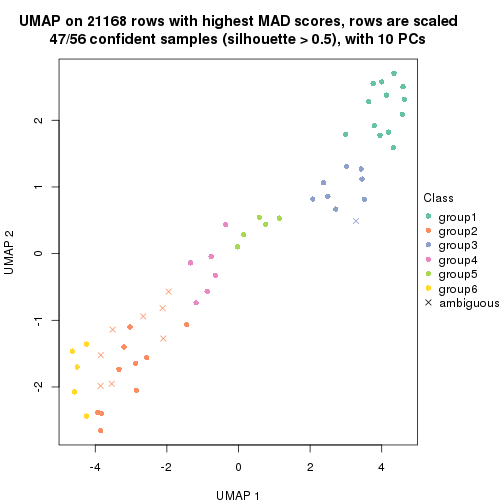 UMAP on 21168 rows with highest MAD scores, rows are scaled
47/56 confident samples (silhouette > 0.5), with 10 PCs
2
1
0
-1
-2
UMAP 2
-4
-2
0
2
4
UMAP 1
Class
group1
group2
group3
group4
group5
group6
ambiguous